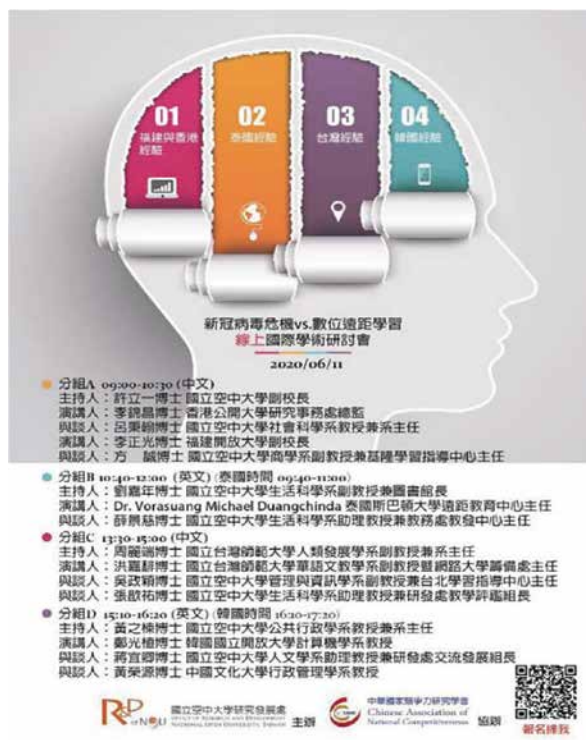 01
福建與香港
經驗
02
泰國經驗
03
台灣經驗
04
韓國經驗
新冠病毒危機vs.數位遠距學習
線上國際學術研討會
2020/06/11
分組A 09:00-10:30 (中文)
主持人：許立一博士 國立空中大學副校長
演講人：李錦昌博士 香港公開大學研究事務處總監
與談人：呂秉翰博士 國立空中大學社會科學系教授兼系主任
演講人：李正光博士 福建開放大學副校長
與談人：方　誠博士 國立空中大學商學系副教授兼基隆學習指導中心主任
分組B 10:40-12:00 (英文) (泰國時間 09:40-11:00)
主持人：劉嘉年博士 國立空中大學生活科學系副教授兼圖書館長
演講人：Dr. Vorasuang Michael Duangchinda 泰國斯巴頓大學遠距教育中心主任
與談人：薛景慈博士 國立空中大學生活科學系助理教授兼教務處教發中心主任
分組C 13:30-15:00 (中文)
主持人：周麗端博士 國立台灣師範大學人類發展學系副教授兼系主任
演講人：洪嘉馡博士 國立台灣師範大學華語文教學系副教授暨網路大學籌備處主任
與談人：吳政穎博士 國立空中大學管理與資訊學系副教授兼台北學習指導中心主任
與談人：張歆祐博士 國立空中大學生活科學系助理教授兼研發處教學評鑑組長
分組D 15:10-16:20 (英文) (韓國時間 16:20-17:20)
主持人：黃之棟博士 國立空中大學公共行政學系教授兼系主任
演講人：鄭光植博士 韓國國立開放大學計算機學系教授
與談人：蔣宜卿博士 國立空中大學人文學系助理教授兼研發處交流發展組長
與談人：黃榮源博士 中國文化大學行政管理學系教授
R&D of NOU
國立空中大學研究發展處
OFFICE OF RESEARCH AND DEVELOPMENT
NATIONAL OPEN UNIVERSITY, TAIWAN
主辦
中華國家競爭力研究學會
Chinese Association of
National Competitiveness
協辦
報名鏈我